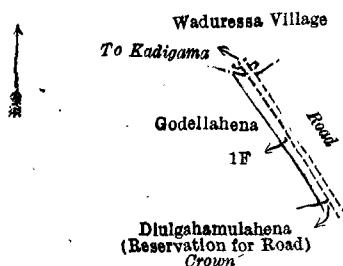 Waduressa Village
To Kadigama
Godellahena
Road
1F
Diulgahamulahena
(Reservation for Road)
Crown